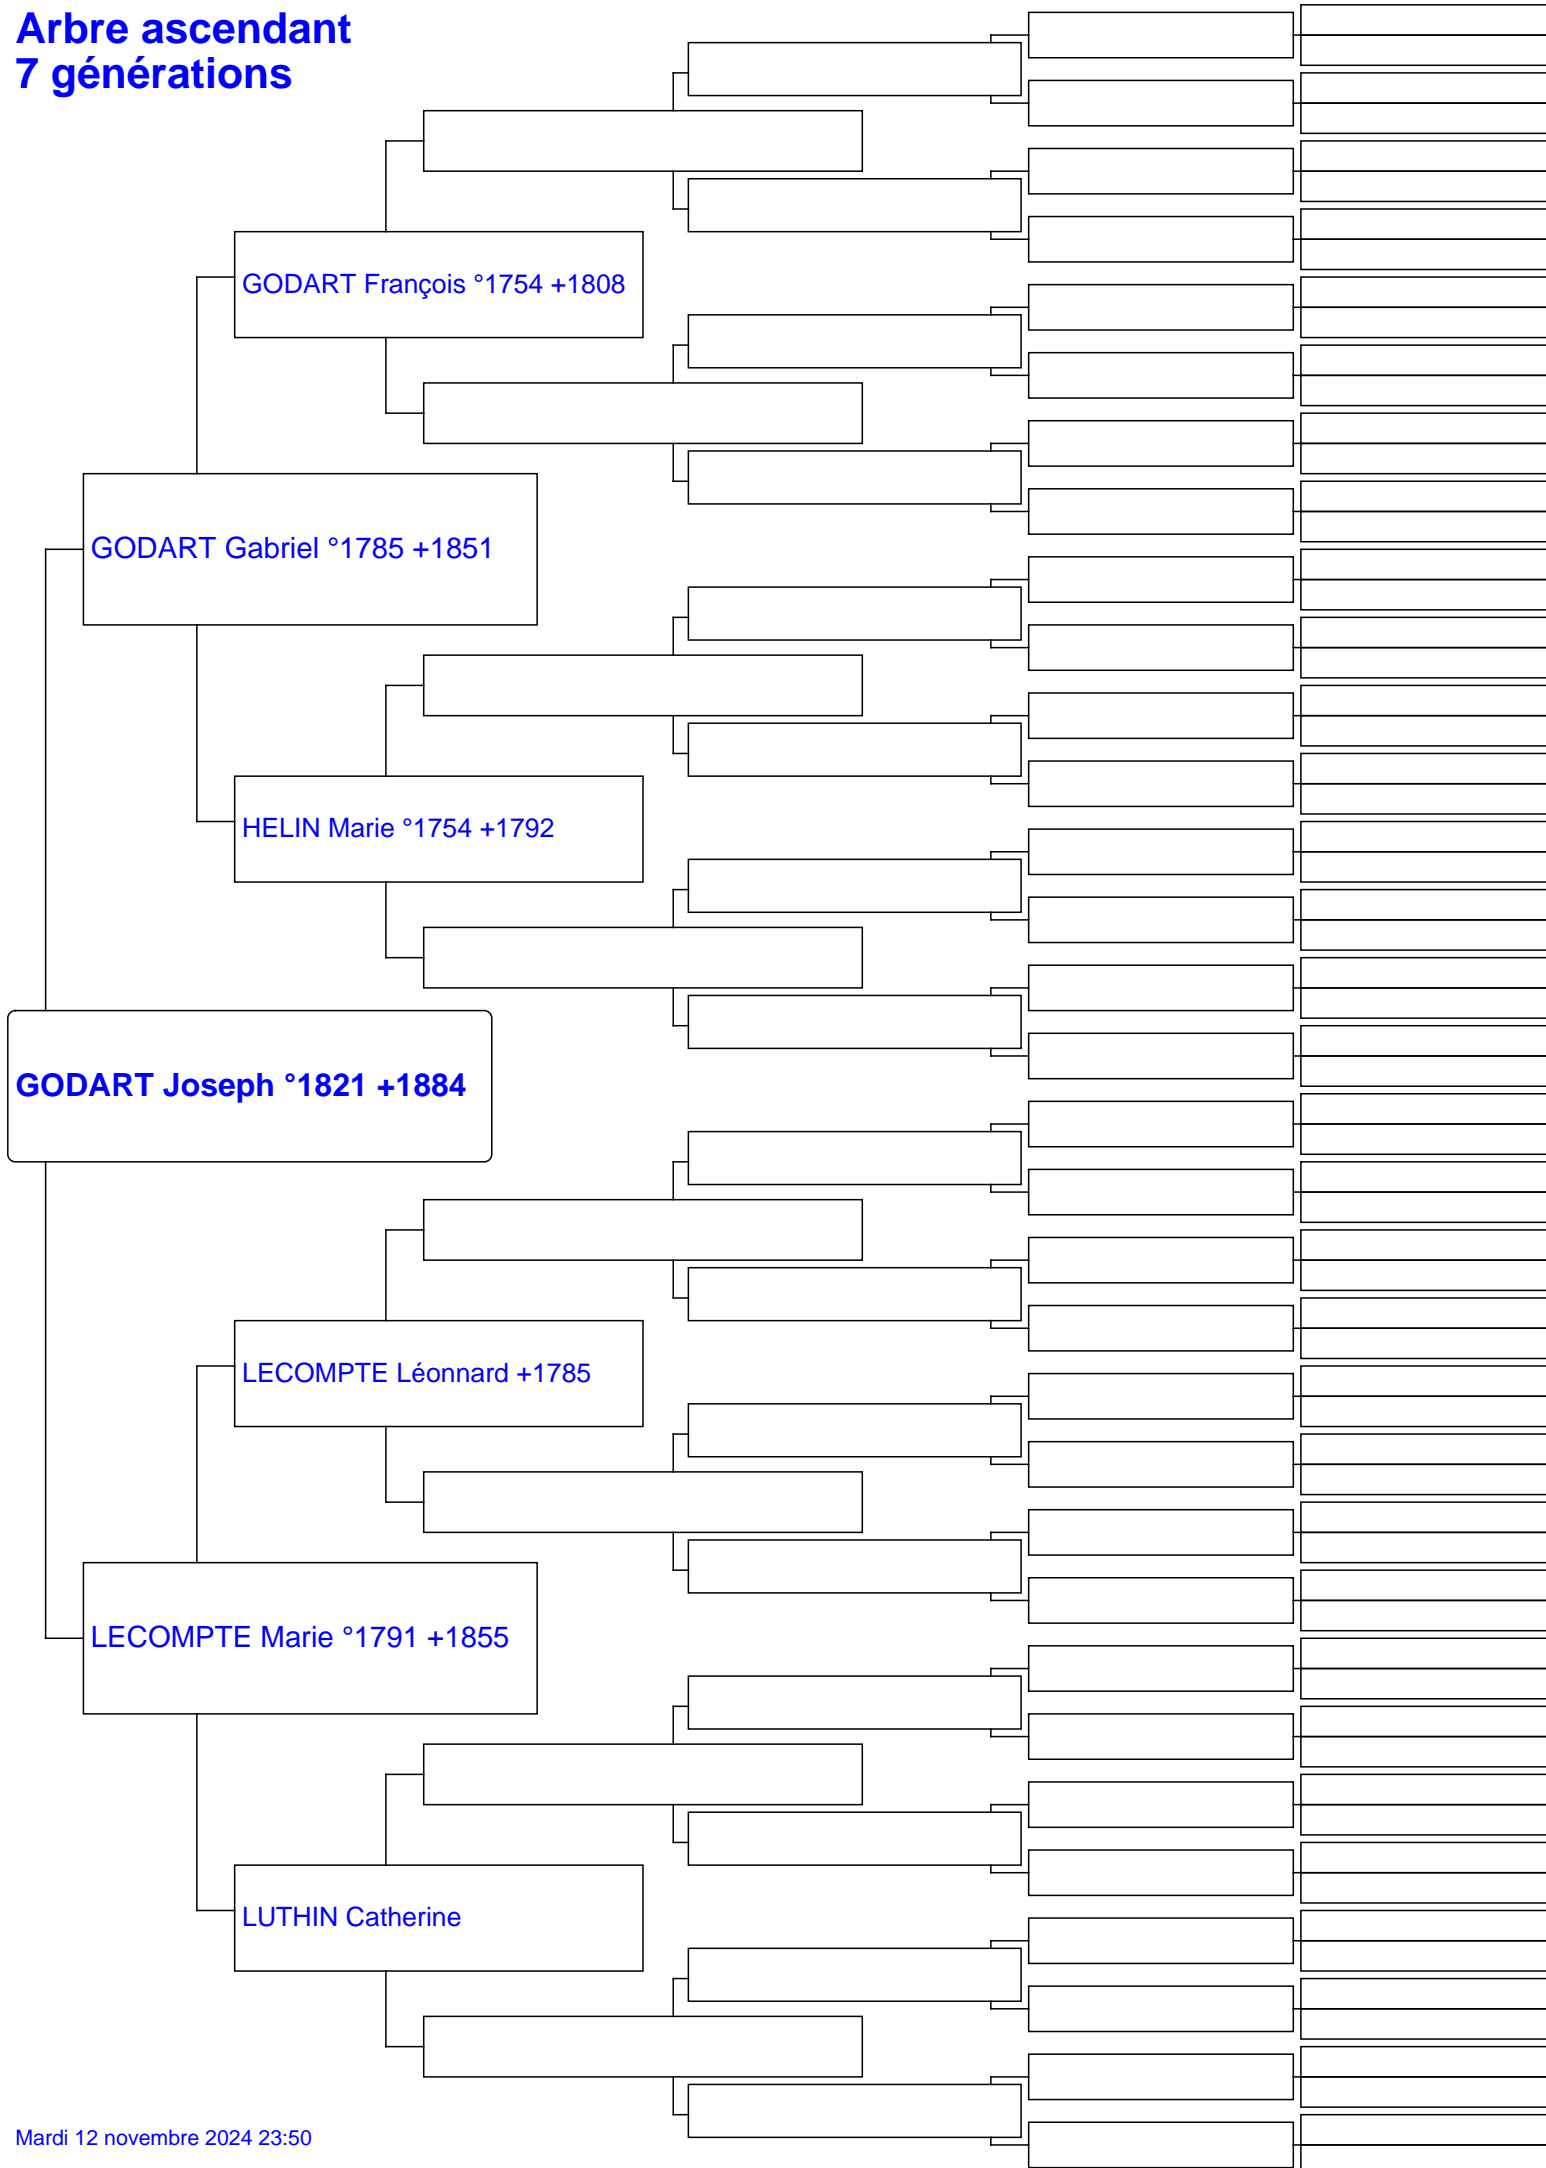 Arbre ascendant
7 générations
GODART François °1754 +1808
GODART Gabriel °1785 +1851
HELIN Marie °1754 +1792
GODART Joseph °1821 +1884
LECOMPTE Léonnard +1785
LECOMPTE Marie °1791 +1855
LUTHIN Catherine
Mardi 12 novembre 2024 23:50